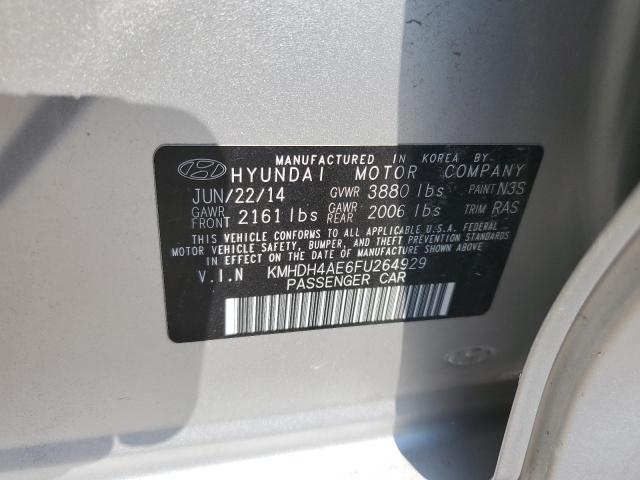 MANUFACTURED IN KOREA BY
HYUNDAI MOTOR COMPANY
JUN/22/14 GVWR 3880 lbs PAINT N3S
GAWR FRONT 2161 lbs GAWR REAR 2006 lbs TRIM RAS
THIS VEHICLE CONFORMS TO ALL APPLICABLE U.S.A. FEDERAL
MOTOR VEHICLE SAFETY, BUMPER, AND THEFT PREVENTION STANDARDS
IN EFFECT ON THE DATE OF MANUFACTURE SHOWN ABOVE.
V.I.N KMHDH4AE6FU264929
PASSENGER CAR